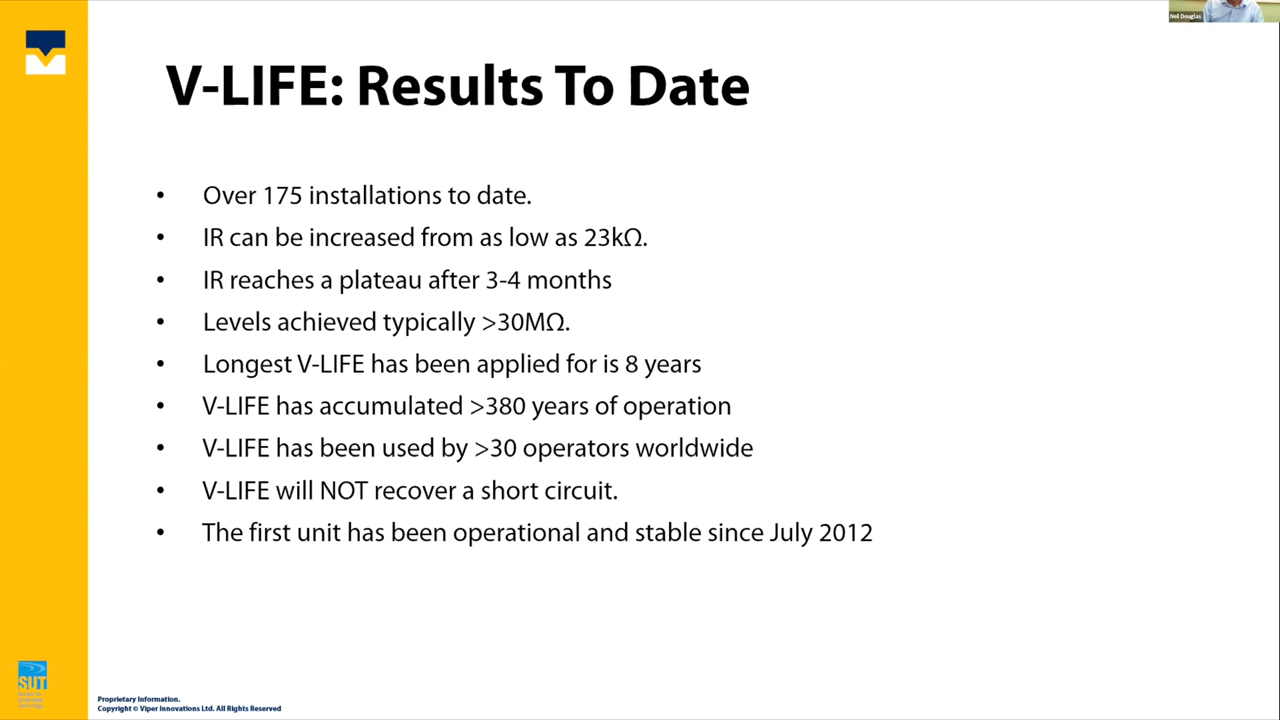 Neil Douglas
V-LIFE: Results To Date
• Over 175 installations to date.
• IR can be increased from as low as 23kΩ.
• IR reaches a plateau after 3-4 months
• Levels achieved typically >30MΩ.
• Longest V-LIFE has been applied for is 8 years
• V-LIFE has accumulated >380 years of operation
• V-LIFE has been used by >30 operators worldwide
• V-LIFE will NOT recover a short circuit.
• The first unit has been operational and stable since July 2012
SUT
Society for
Underwater
Technology
Proprietary Information.
Copyright © Viper Innovations Ltd. All Rights Reserved